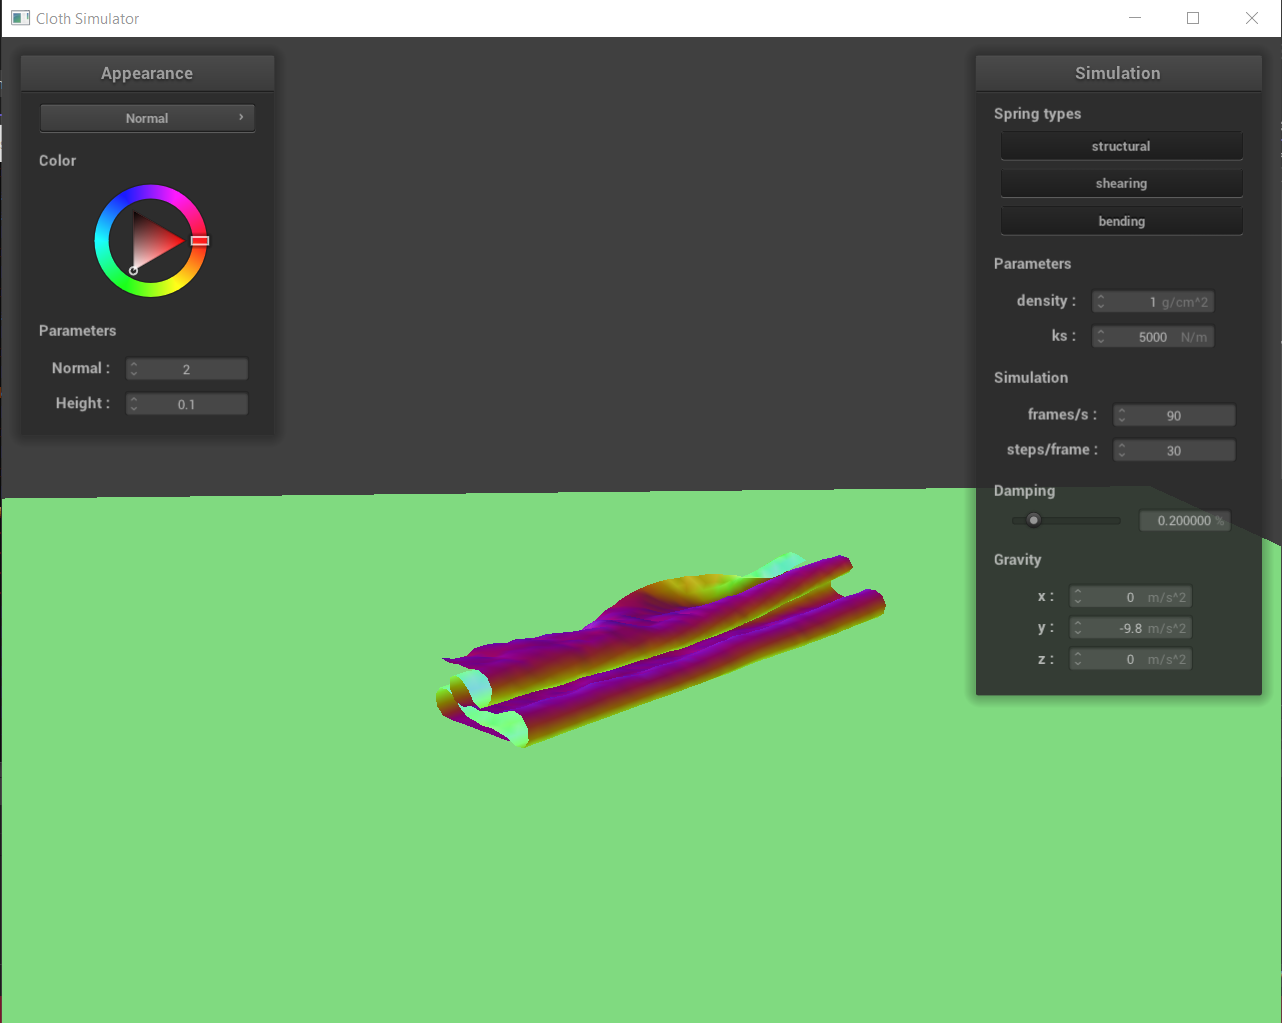 Cloth Simulator
Appearance
Normal
Color
Parameters
Normal : 2
Height : 0.1
Simulation
Spring types
structural
shearing
bending
Parameters
density : 1 g/cm^2
ks : 5000 N/m
Simulation
frames/s : 90
steps/frame : 30
Damping
0.200000 %
Gravity
x : 0 m/s^2
y : -9.8 m/s^2
z : 0 m/s^2